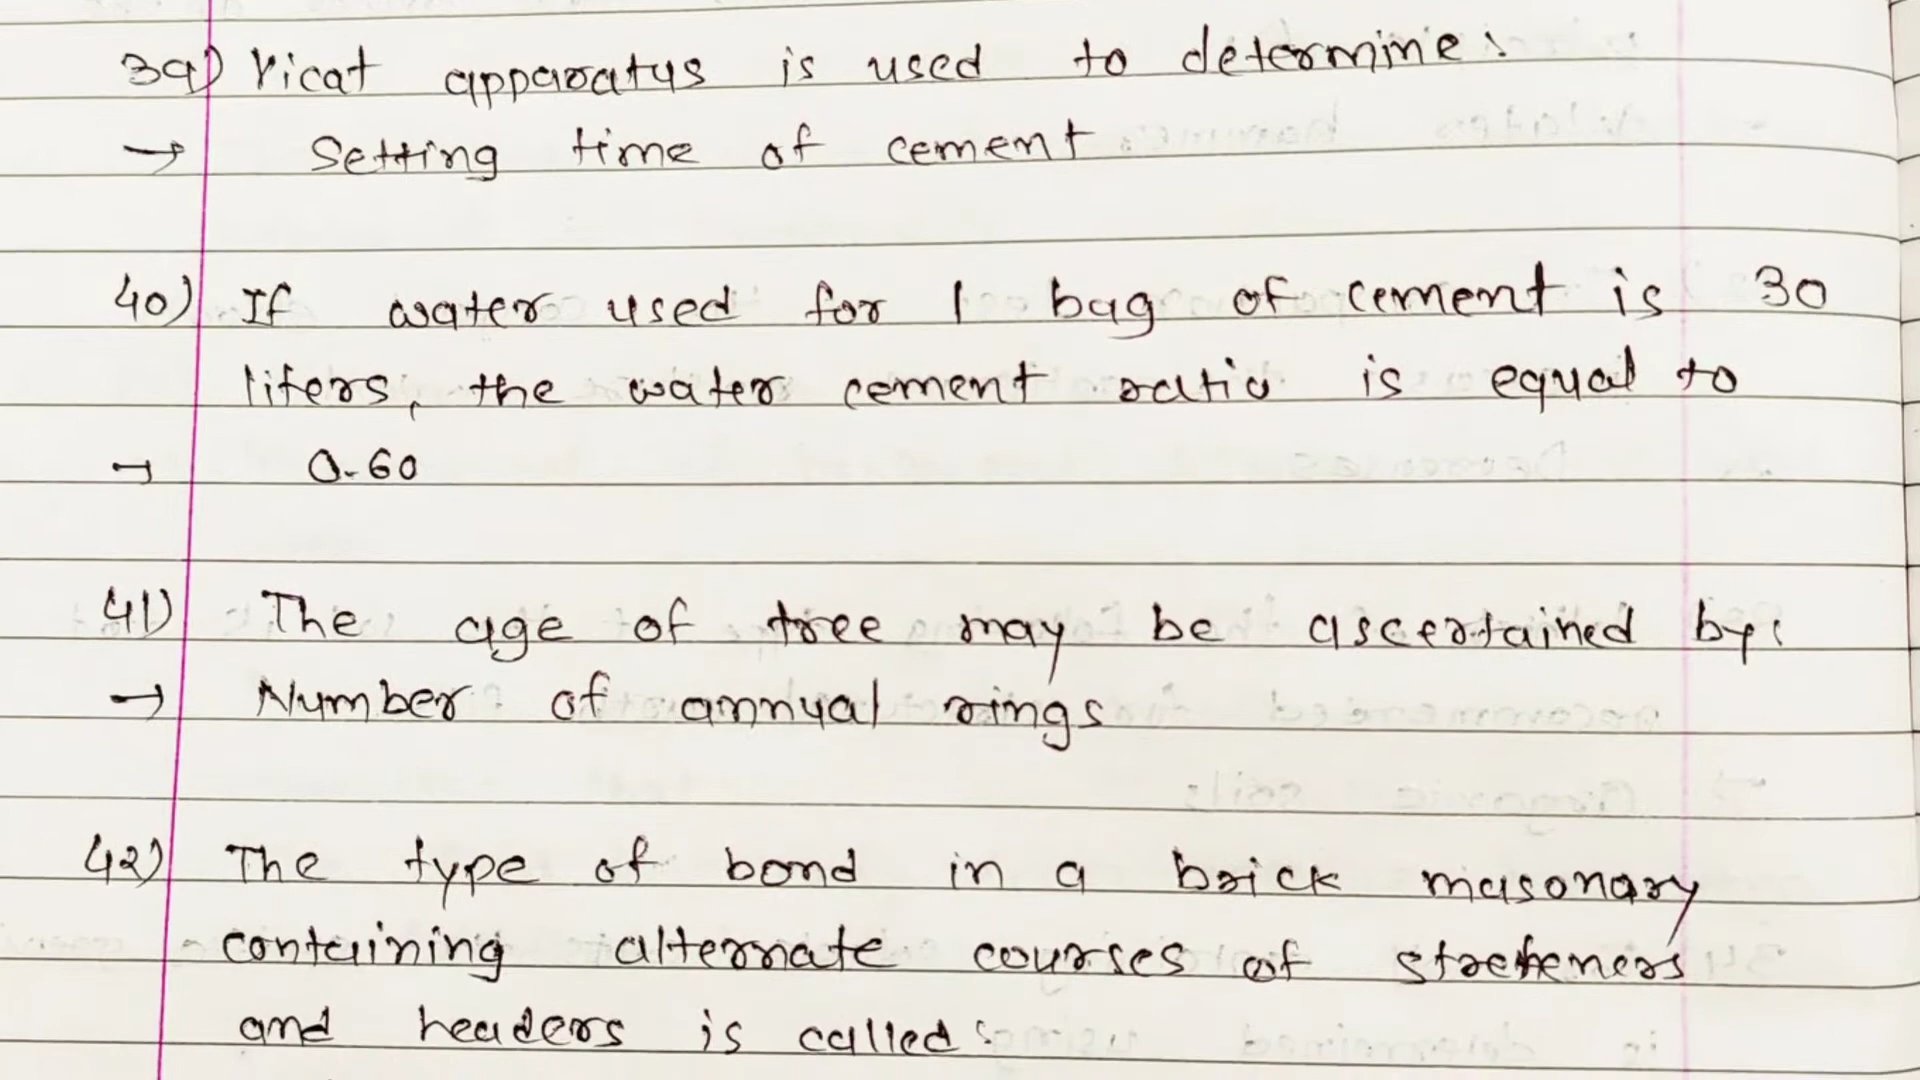 39) Vicat apparatus is used to determine:
→ Setting time of cement
40) If water used for 1 bag of cement is 30
liters, the water cement ratio is equal to
→ 0.60
41) The age of tree may be ascertained by:
→ Number of annual rings
42) The type of bond in a brick masonary
containing alternate courses of strecheners
and headers is called: